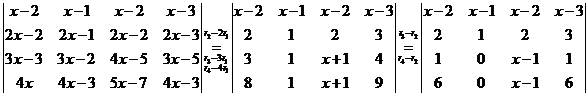 |x−2 x−1 x−2 x−3| |x−2 x−1 x−2 x−3| |x−2 x−1 x−2 x−3|
|2x−2 2x−1 2x−2 2x−3| r₂−2r₁ |2 1 2 3| r₃−r₂ |2 1 2 3|
= =
|3x−3 3x−2 4x−5 3x−5| r₃−3r₁ |3 1 x+1 4| r₄−r₂ |1 0 x−1 1|
r₄−4r₁
|4x 4x−3 5x−7 4x−3| |8 1 x+1 9| |6 0 x−1 6|